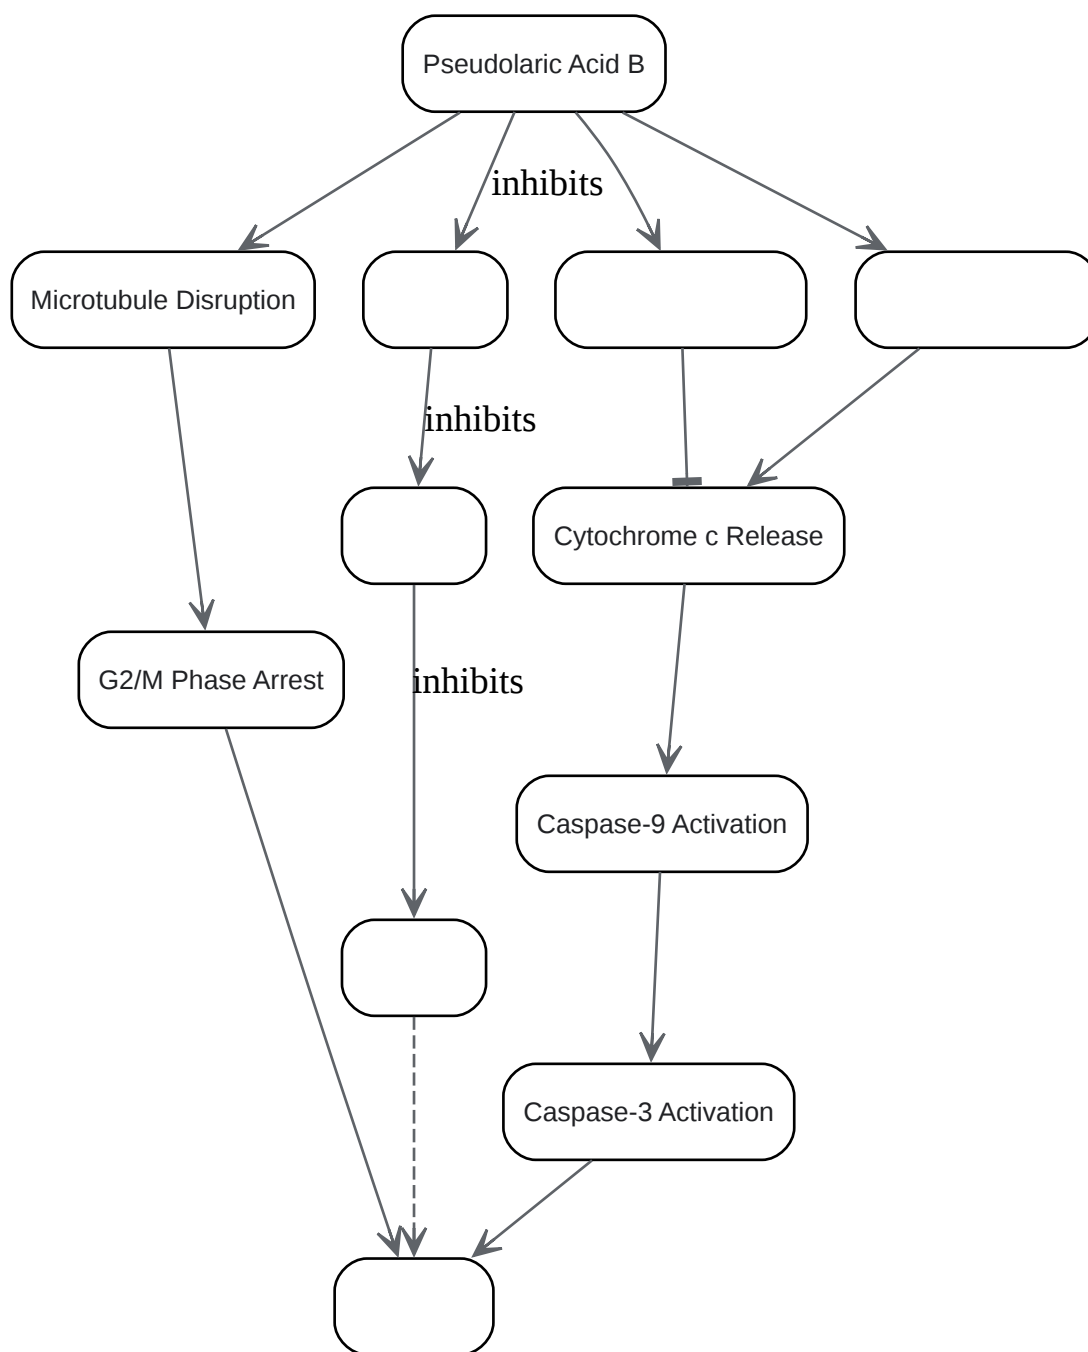 Pseudolaric Acid B
inhibits
Microtubule Disruption
inhibits
Cytochrome c Release
G2/M Phase Arrest
inhibits
Caspase-9 Activation
Caspase-3 Activation